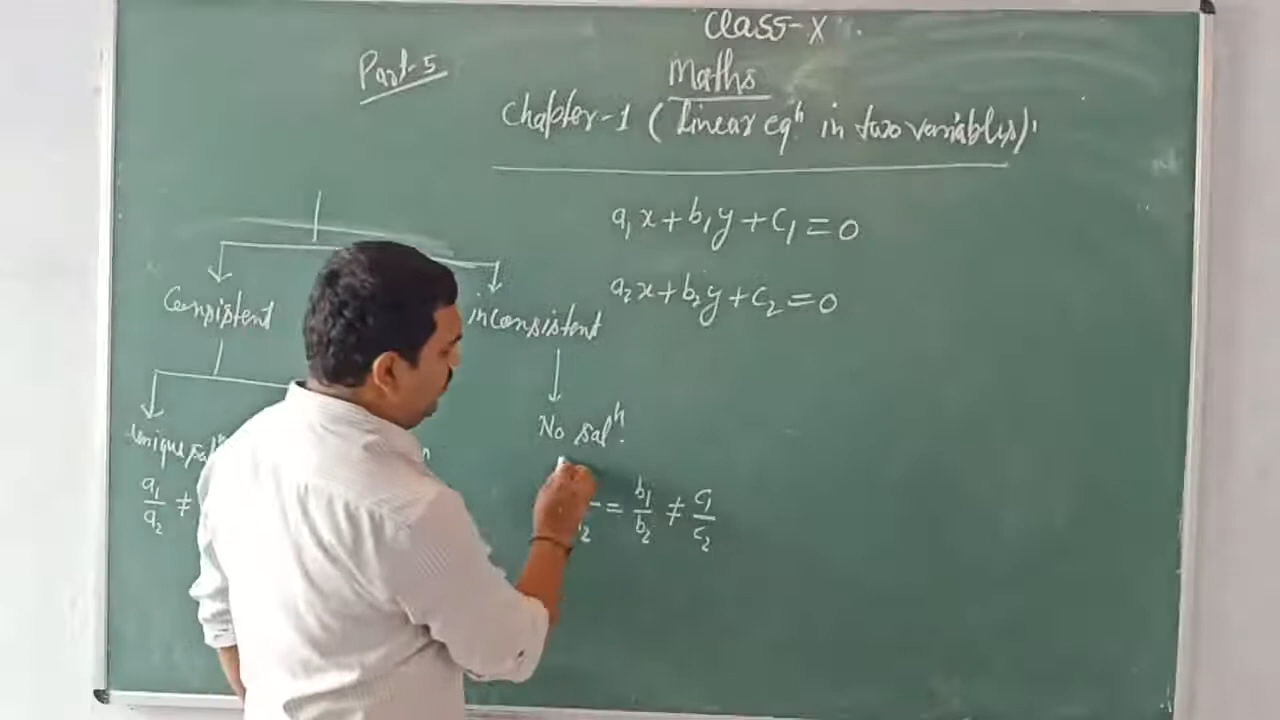 Class-X
Part-5
Maths
Chapter-1 (Linear eqn. in two variables)
a₁x+b₁y+c₁=0
a₂x+b₂y+c₂=0
Consistent
inconsistent
No solⁿ.
Unique
a₁/a₂ ≠
= b₁/b₂ ≠ c₁/c₂